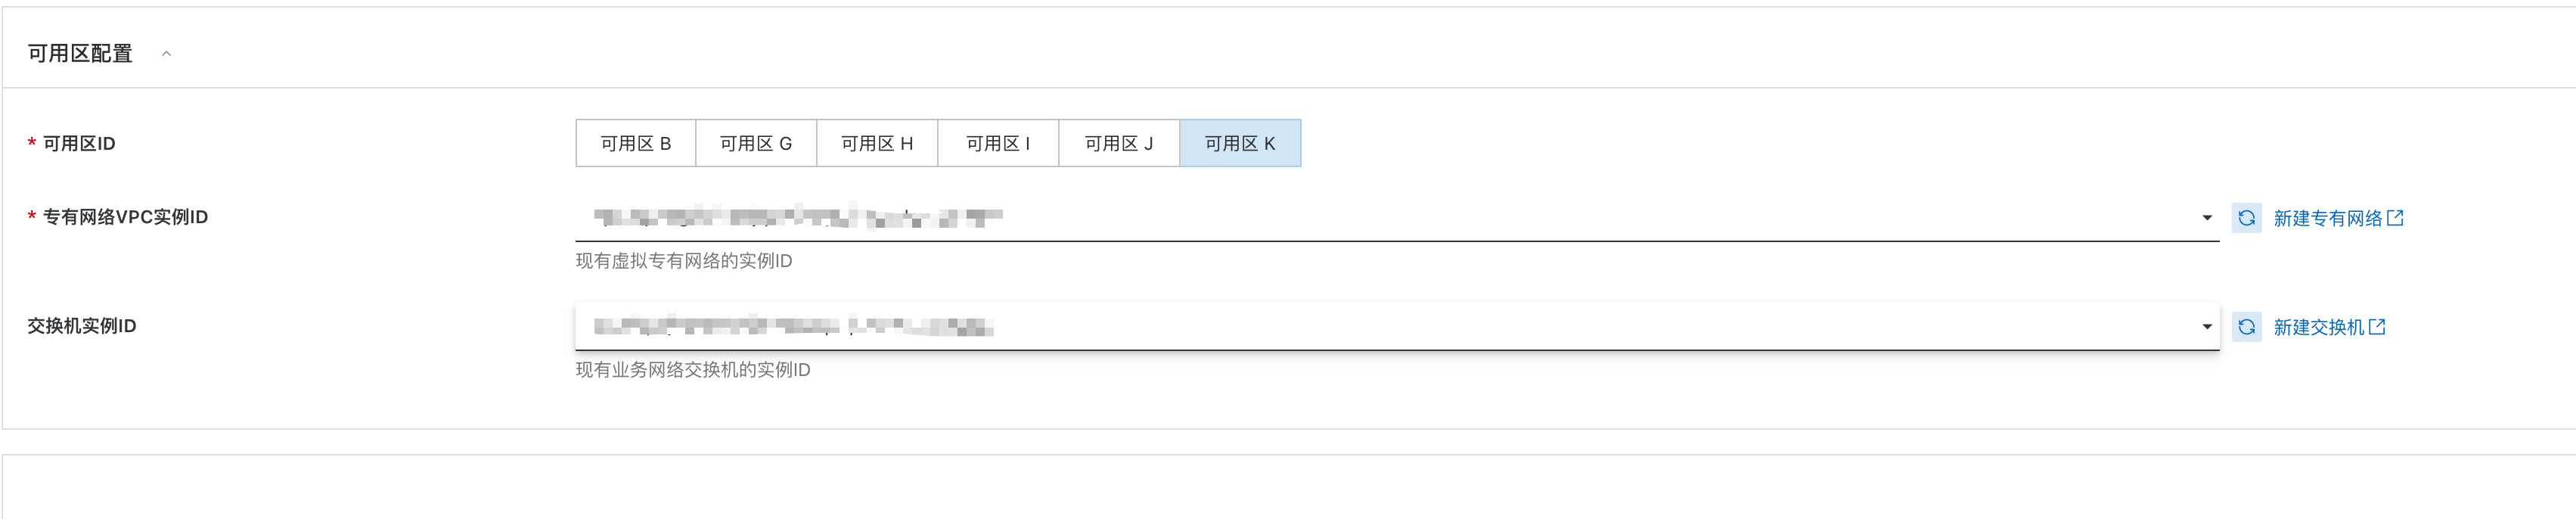 可用区配置
* 可用区ID
可用区 B 可用区 G 可用区 H 可用区 I 可用区 J 可用区 K
* 专有网络VPC实例ID
新建专有网络
现有虚拟专有网络的实例ID
交换机实例ID
新建交换机
现有业务网络交换机的实例ID